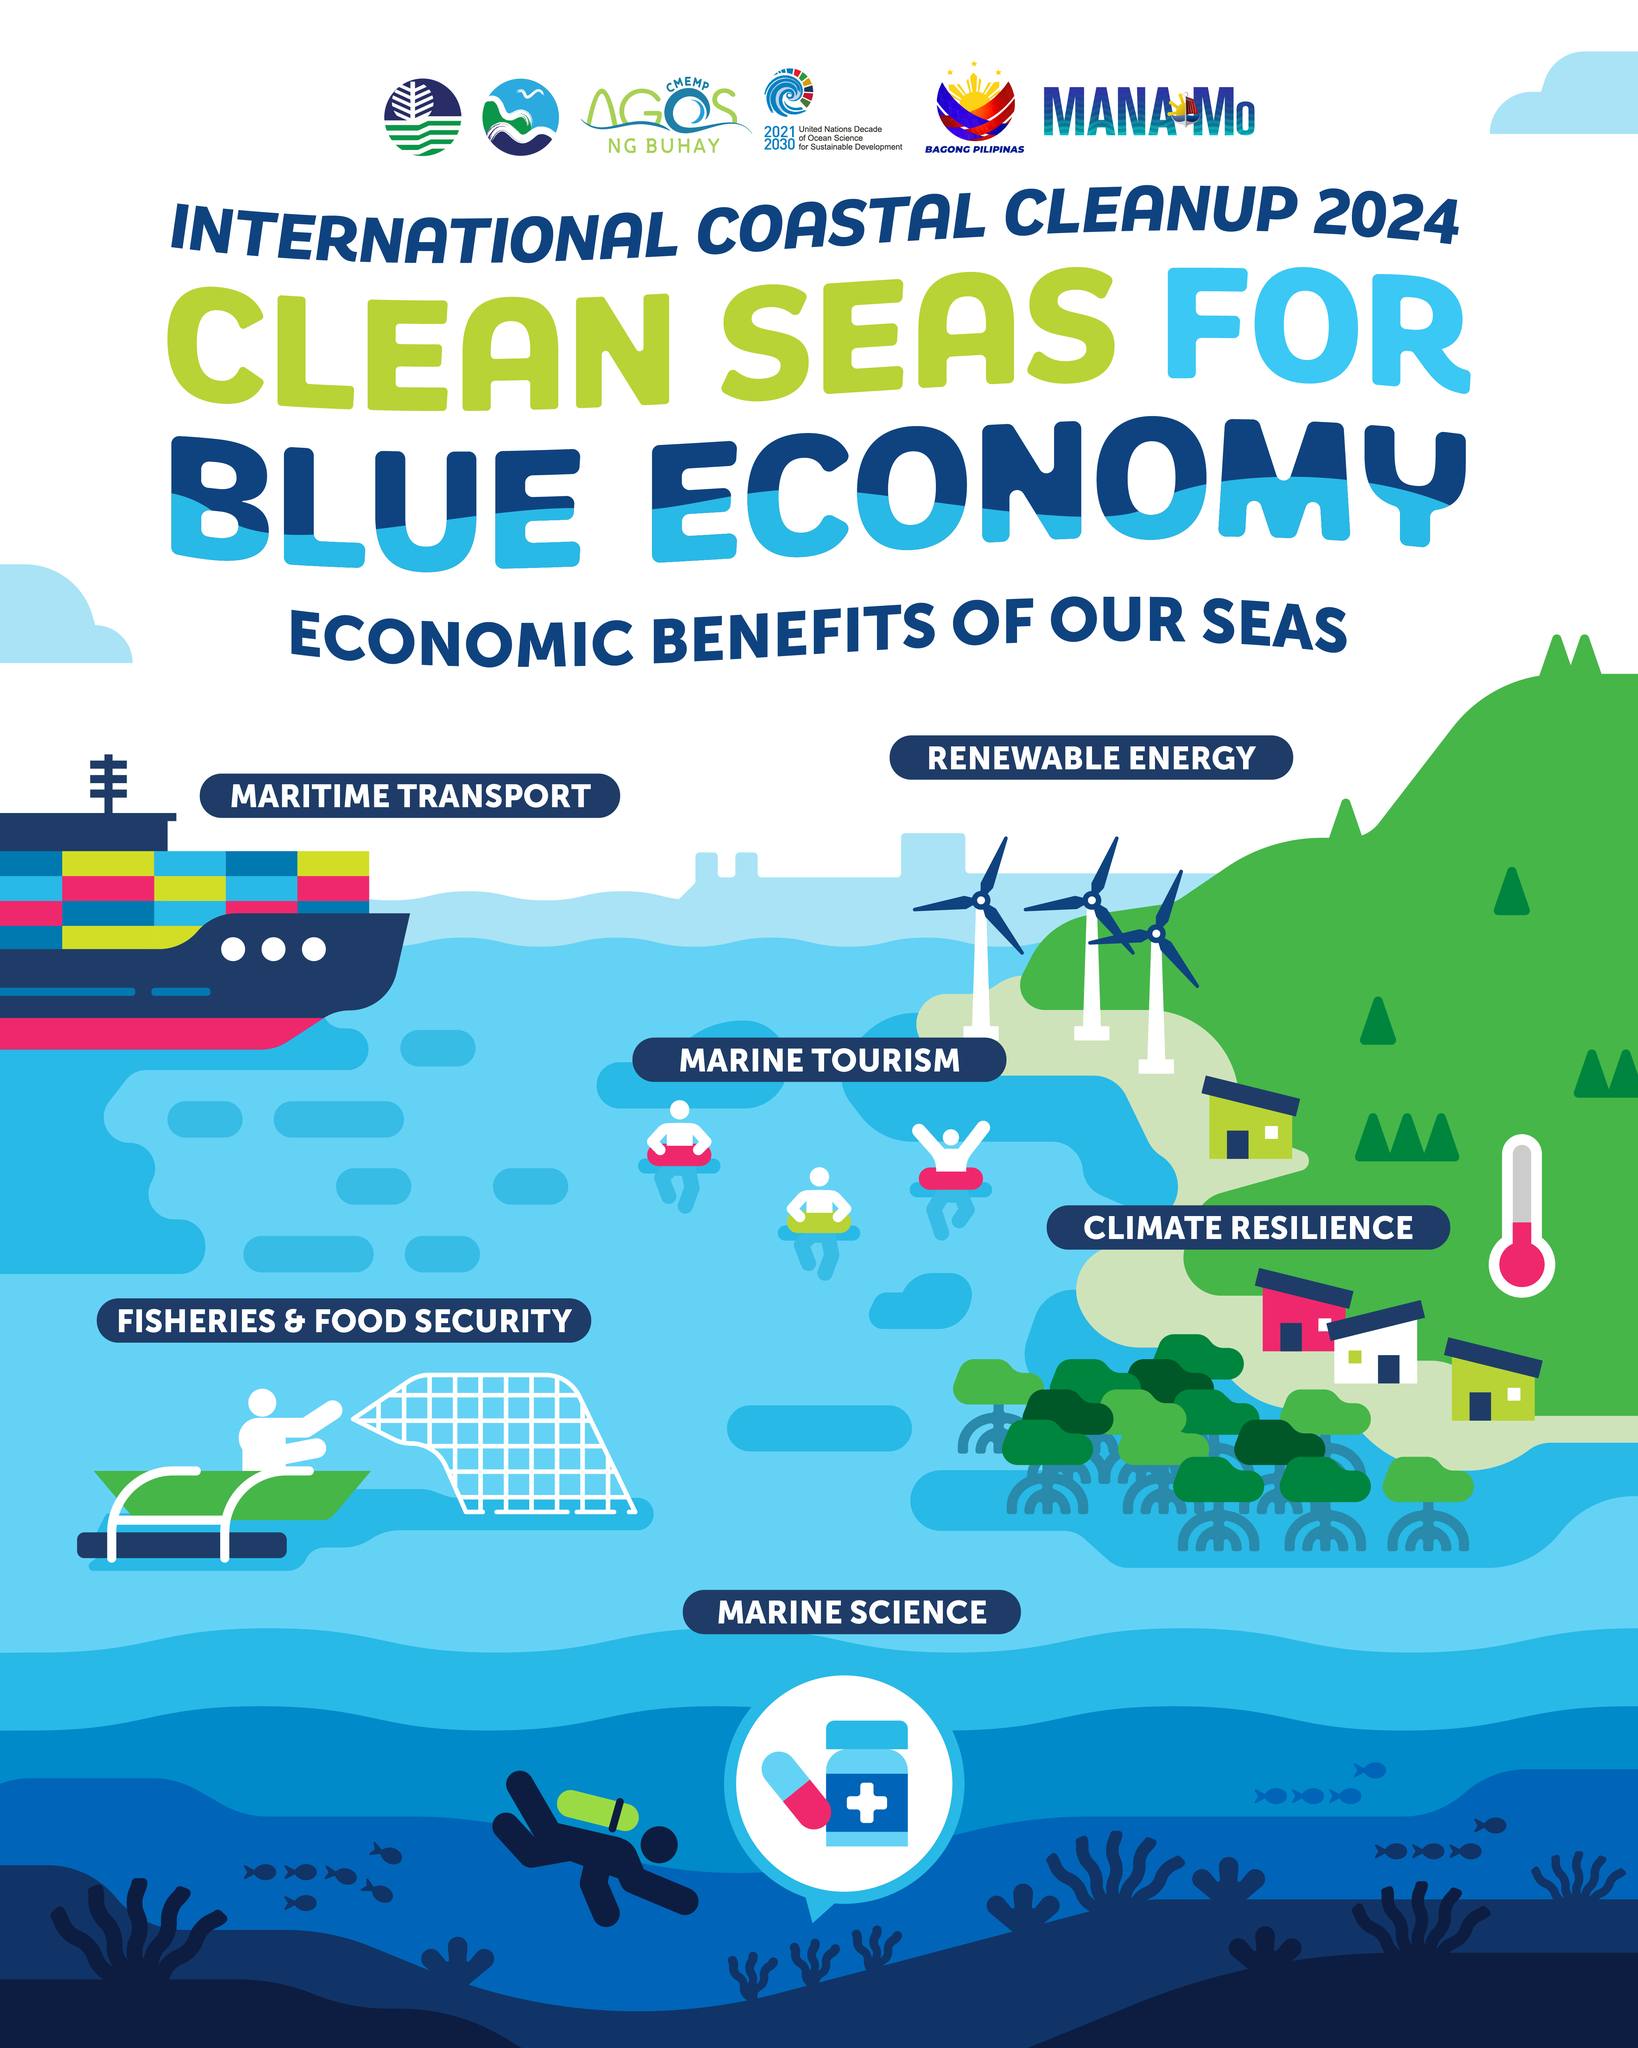 CMEMP
AGOS
NG BUHAY
2021
2030
United Nations Decade
of Ocean Science
for Sustainable Development
BAGONG PILIPINAS
MANA Mo
INTERNATIONAL COASTAL CLEANUP 2024
CLEAN SEAS FOR
BLUE ECONOMY
ECONOMIC BENEFITS OF OUR SEAS
RENEWABLE ENERGY
MARITIME TRANSPORT
MARINE TOURISM
CLIMATE RESILIENCE
FISHERIES & FOOD SECURITY
MARINE SCIENCE